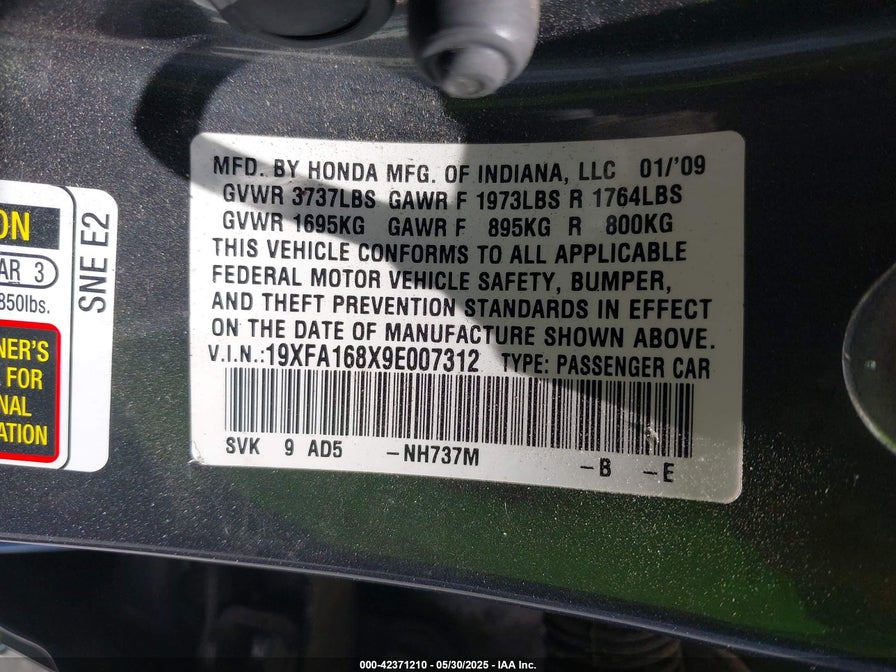 MFD. BY HONDA MFG. OF INDIANA, LLC 01/'09
GVWR 3737LBS GAWR F 1973LBS R 1764LBS
GVWR 1695KG GAWR F 895KG R 800KG
THIS VEHICLE CONFORMS TO ALL APPLICABLE
FEDERAL MOTOR VEHICLE SAFETY, BUMPER,
AND THEFT PREVENTION STANDARDS IN EFFECT
ON THE DATE OF MANUFACTURE SHOWN ABOVE.
V.I.N.:19XFA168X9E007312 TYPE: PASSENGER CAR
SVK 9 AD5 -NH737M -B -E
ON
AR 3
850lbs.
NER'S
FOR
NAL
ATION
SNE E2
000-42371210 - 05/30/2025 - IAA Inc.